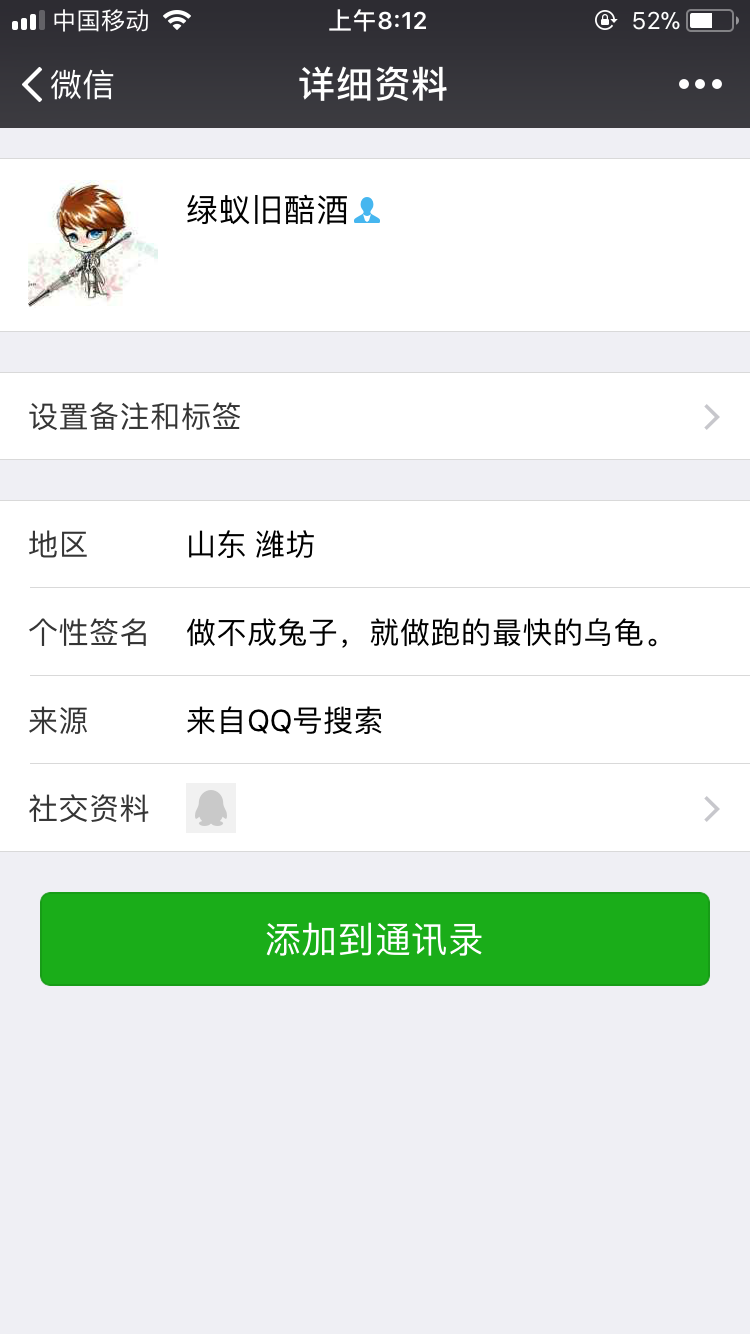 中国移动 上午8:12 52%
微信 详细资料
绿蚁旧醅酒
设置备注和标签
地区 山东 潍坊
个性签名 做不成兔子，就做跑的最快的乌龟。
来源 来自QQ号搜索
社交资料
添加到通讯录